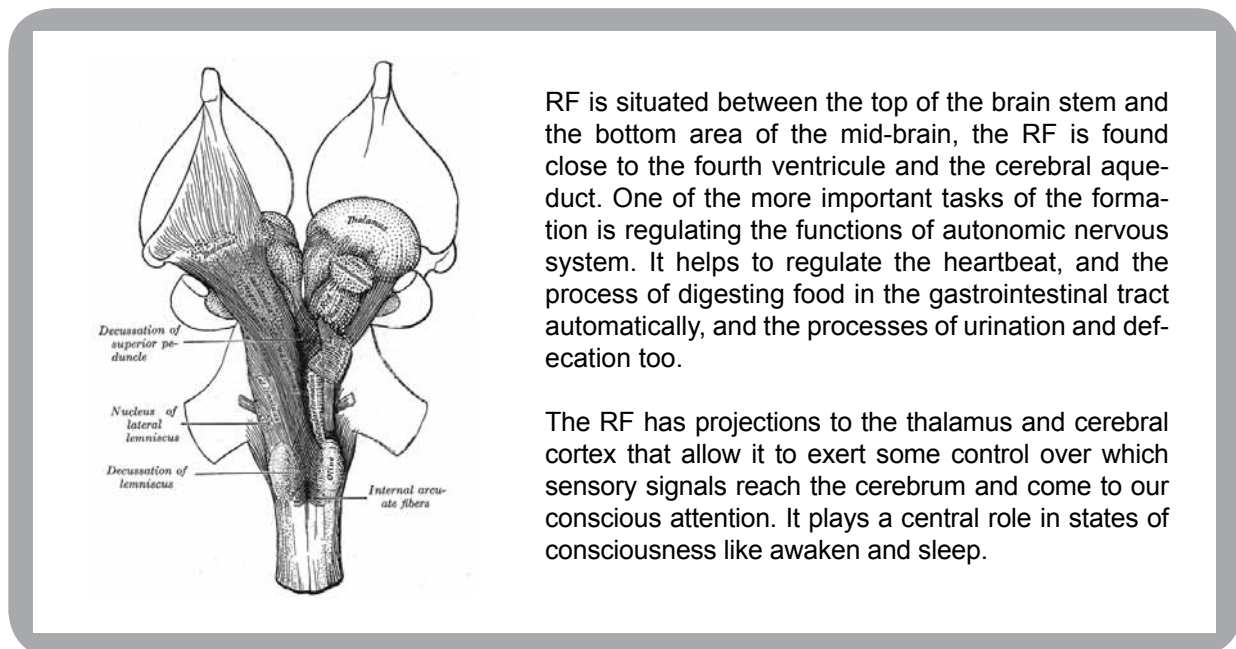 Thalamus
Decussation of
superior pe-
duncle
Nucleus of
lateral
lemniscus
Decussation of
lemniscus
Olive
Internal arcu-
ate fibers
RF is situated between the top of the brain stem and
the bottom area of the mid-brain, the RF is found
close to the fourth ventricule and the cerebral aque-
duct. One of the more important tasks of the forma-
tion is regulating the functions of autonomic nervous
system. It helps to regulate the heartbeat, and the
process of digesting food in the gastrointestinal tract
automatically, and the processes of urination and def-
ecation too.
The RF has projections to the thalamus and cerebral
cortex that allow it to exert some control over which
sensory signals reach the cerebrum and come to our
conscious attention. It plays a central role in states of
consciousness like awaken and sleep.